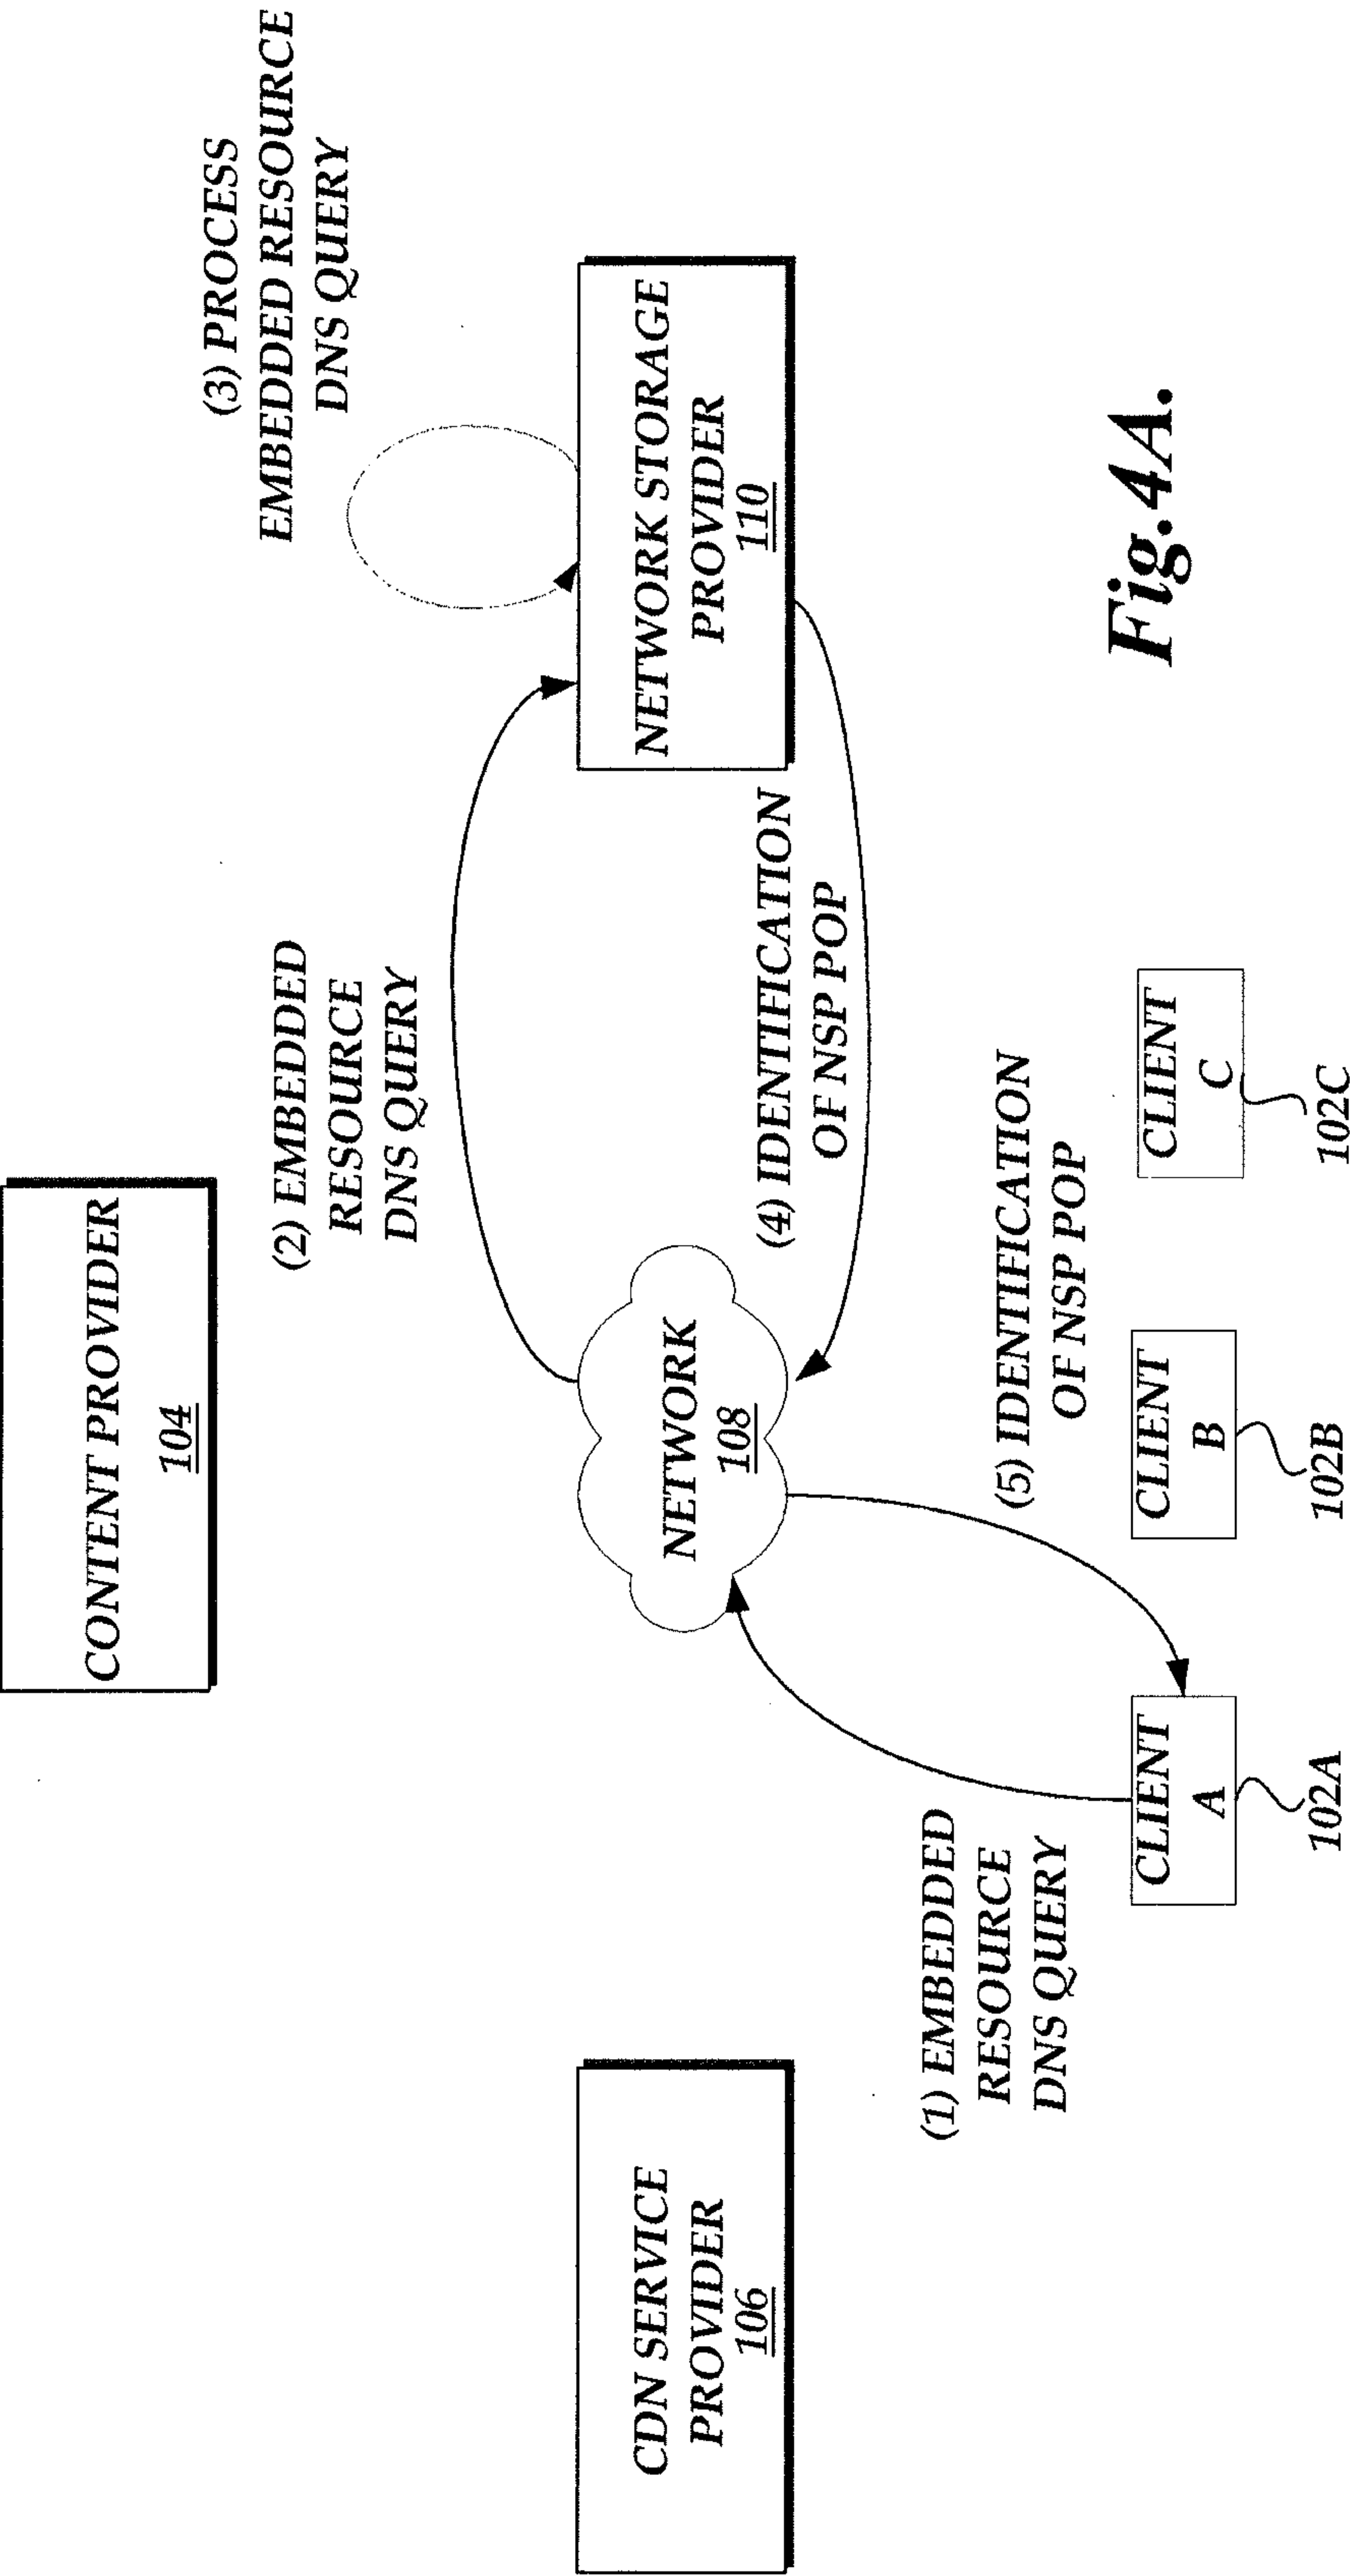 CONTENT PROVIDER
104
(3) PROCESS
EMBEDDED RESOURCE
DNS QUERY
(2) EMBEDDED
RESOURCE
DNS QUERY
CDN SERVICE
PROVIDER
106
NETWORK
108
NETWORK STORAGE
PROVIDER
110
(4) IDENTIFICATION
OF NSP POP
(1) EMBEDDED
RESOURCE
DNS QUERY
(5) IDENTIFICATION
OF NSP POP
CLIENT
A
102A
CLIENT
B
102B
CLIENT
C
102C
Fig.4A.